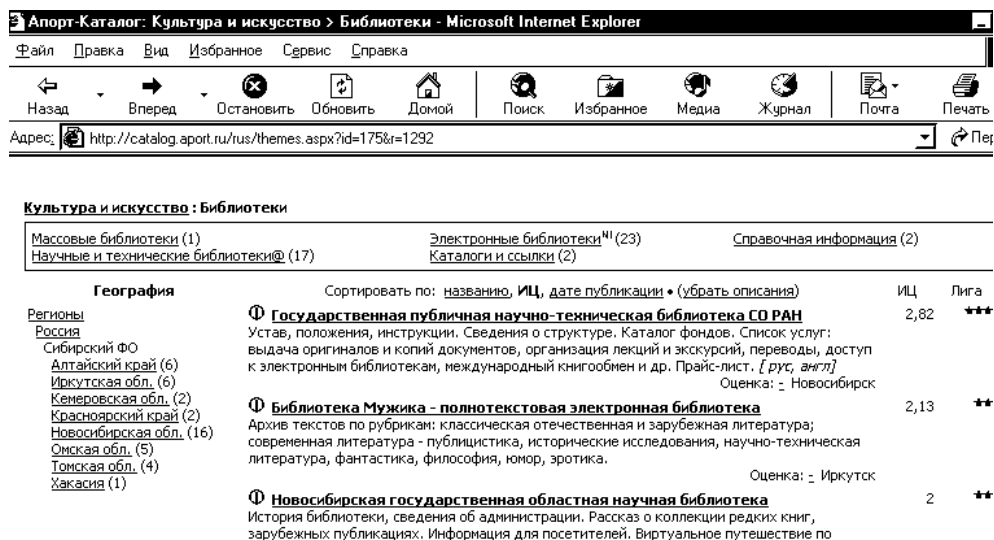 Апорт-Каталог: Культура и искусство > Библиотеки - Microsoft Internet Explorer
Файл Правка Вид Избранное Сервис Справка
Назад Вперед Остановить Обновить Домой Поиск Избранное Медиа Журнал Почта Печать
Адрес: http://catalog.aport.ru/rus/themes.aspx?id=175&r=1292
Культура и искусство : Библиотеки
Массовые библиотеки (1) Электронные библиотеки NI (23) Справочная информация (2)
Научные и технические библиотеки@ (17) Каталоги и ссылки (2)
География Сортировать по: названию, ИЦ, дате публикации • (убрать описания) ИЦ Лига
Регионы
Россия
Сибирский ФО
Алтайский край (6)
Иркутская обл. (6)
Кемеровская обл. (2)
Красноярский край (2)
Новосибирская обл. (16)
Омская обл. (5)
Томская обл. (4)
Хакасия (1)
Государственная публичная научно-техническая библиотека СО РАН 2,82 ***
Устав, положения, инструкции. Сведения о структуре. Каталог фондов. Список услуг:
выдача оригиналов и копий документов, организация лекций и экскурсий, переводы, доступ
к электронным библиотекам, международный книгообмен и др. Прайс-лист. [ рус, англ]
Оценка: - Новосибирск
Библиотека Мужика - полнотекстовая электронная библиотека 2,13 **
Архив текстов по рубрикам: классическая отечественная и зарубежная литература;
современная литература - публицистика, исторические исследования, научно-техническая
литература, фантастика, философия, юмор, эротика.
Оценка: - Иркутск
Новосибирская государственная областная научная библиотека 2 **
История библиотеки, сведения об администрации. Рассказ о коллекции редких книг,
зарубежных публикациях. Информация для посетителей. Виртуальное путешествие по